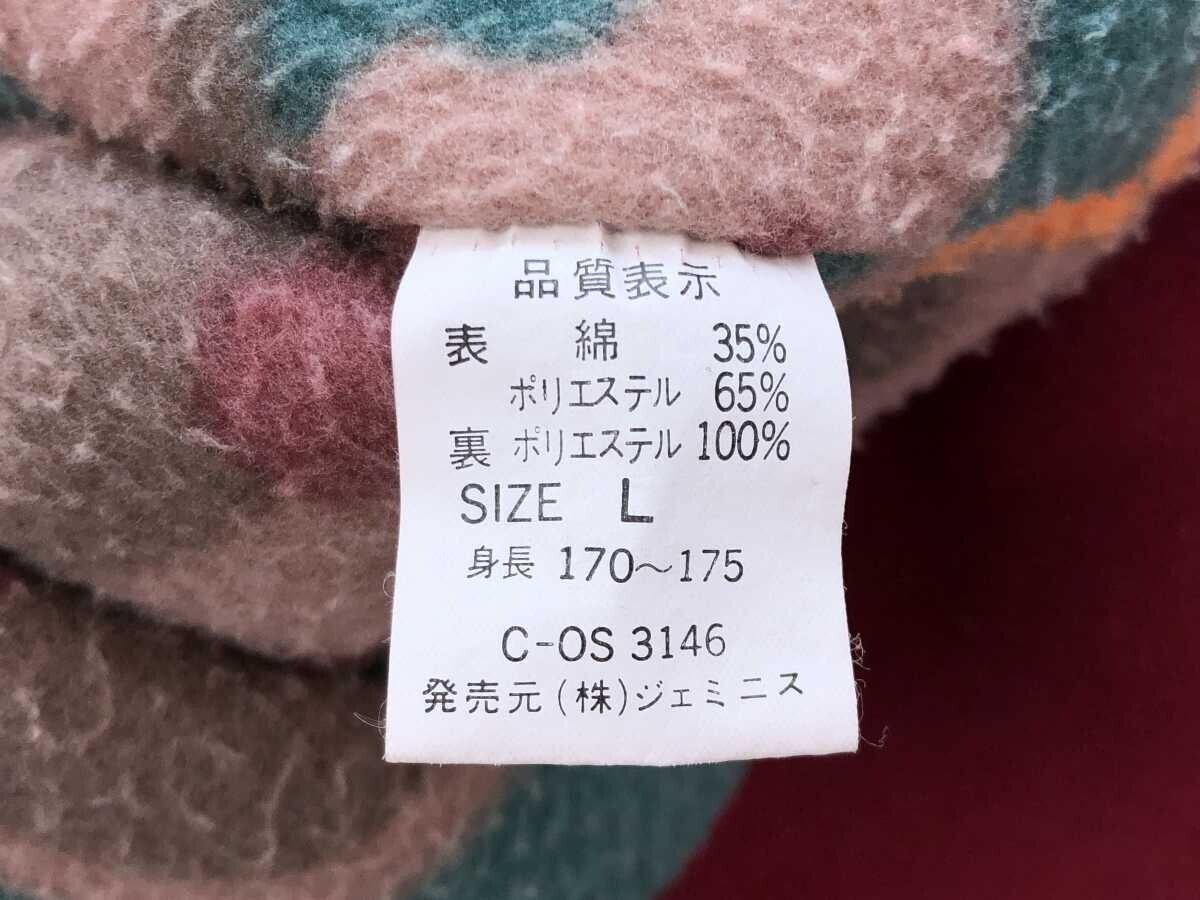 品質表示
表 綿 35%
ポリエステル 65%
裏 ポリエステル 100%
SIZE L
身長 170〜175
C-OS 3146
発売元(株)ジェミニス